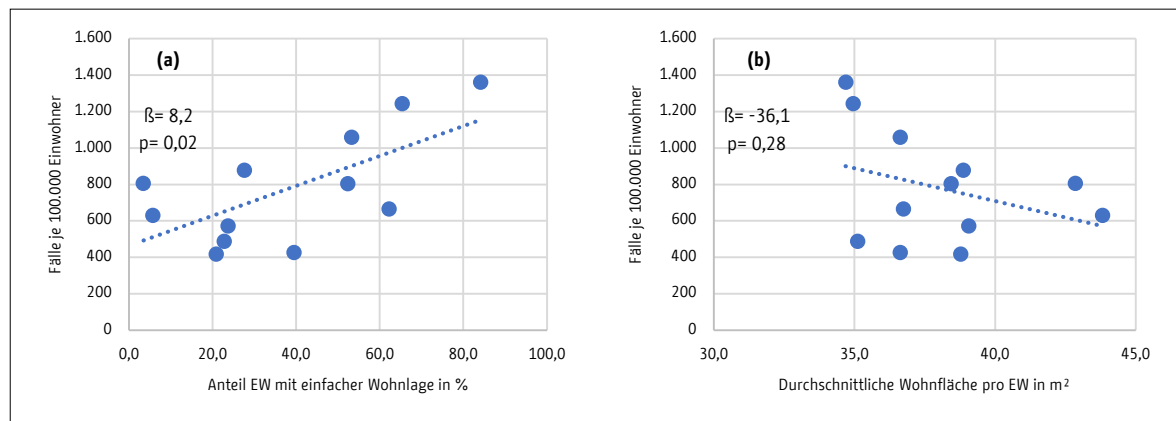 (a)
ß= 8,2
p= 0,02
Fälle je 100.000 Einwohner
1.600
1.400
1.200
1.000
800
600
400
200
0
0,0 20,0 40,0 60,0 80,0 100,0
Anteil EW mit einfacher Wohnlage in %
(b)
ß= -36,1
p= 0,28
Fälle je 100.000 Einwohner
1.600
1.400
1.200
1.000
800
600
400
200
0
30,0 35,0 40,0 45,0
Durchschnittliche Wohnfläche pro EW in m²